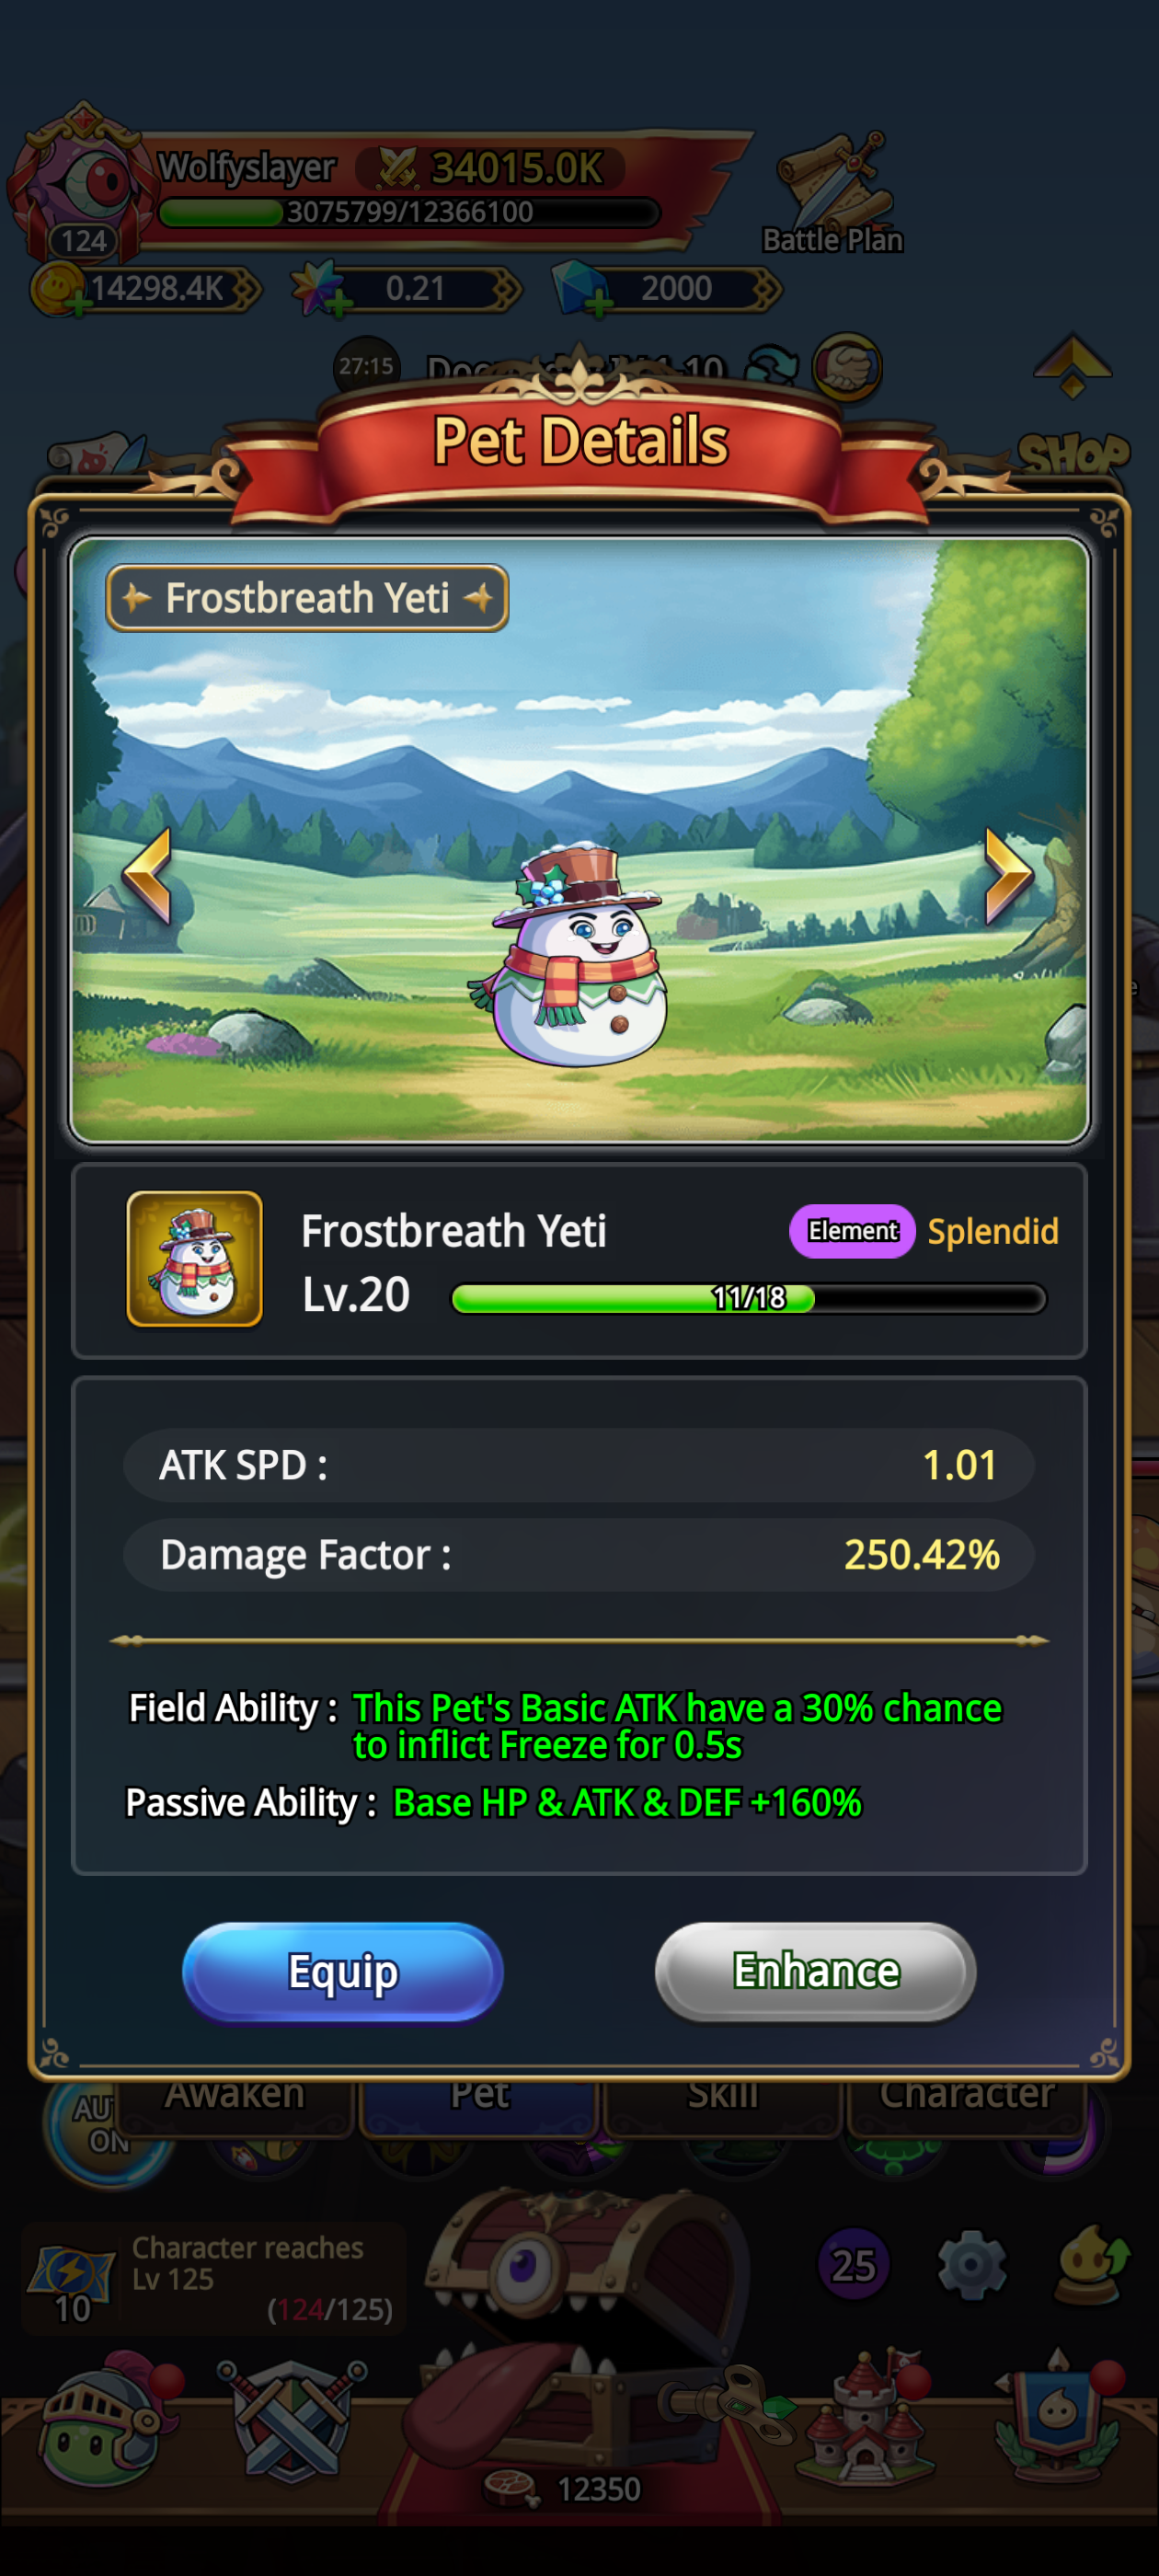 Wolfyslayer
34015.0K
3075799/12366100
124
Battle Plan
14298.4K
0.21
2000
27:15
SHOP
Pet Details
Frostbreath Yeti
Frostbreath Yeti
Element
Splendid
Lv.20
11/18
ATK SPD :
1.01
Damage Factor :
250.42%
Field Ability : This Pet's Basic ATK have a 30% chance
to inflict Freeze for 0.5s
Passive Ability : Base HP & ATK & DEF +160%
Equip
Enhance
Awaken
Pet
Skill
Character
ON
Character reaches
Lv 125
(124/125)
10
25
12350